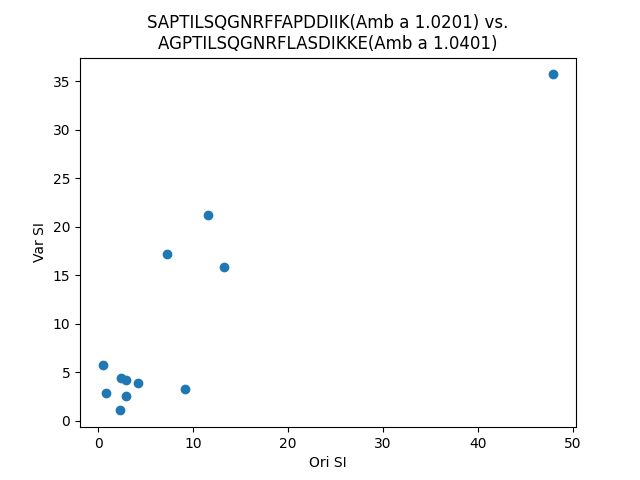 SAPTILSQGNRFFAPDDIIK(Amb a 1.0201) vs.
AGPTILSQGNRFLASDIKKE(Amb a 1.0401)
35
30
25
20
15
10
5
0
Var SI
0 10 20 30 40 50
Ori SI